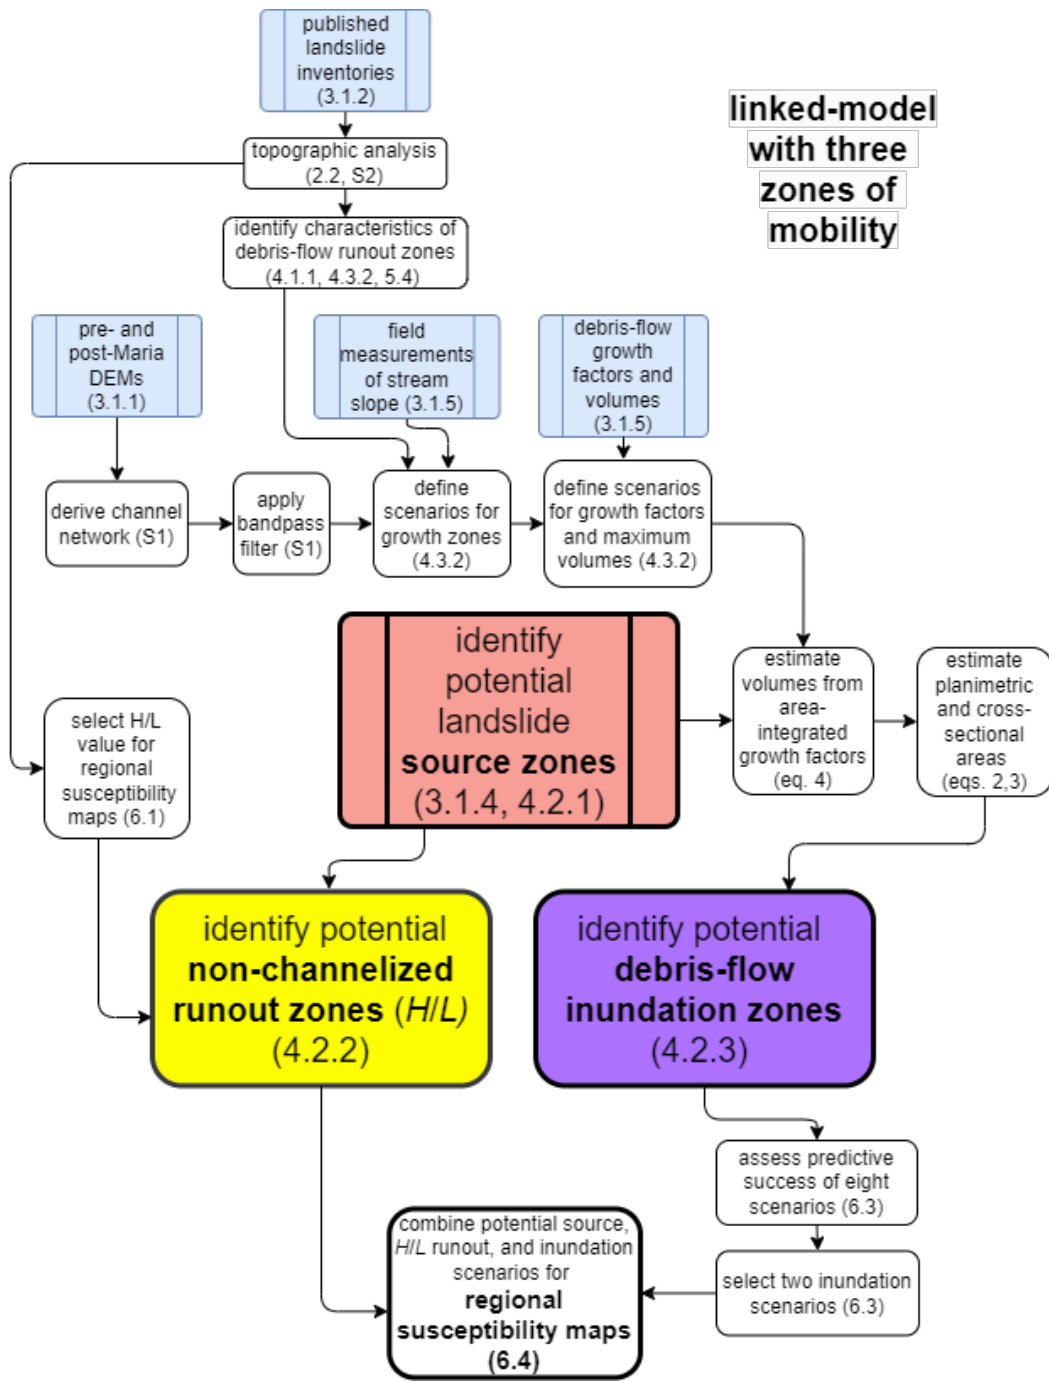 published
landslide
inventories
(3.1.2)
linked-model
with three
zones of
mobility
topographic analysis
(2.2, S2)
identify characteristics of
debris-flow runout zones
(4.1.1, 4.3.2, 5.4)
pre- and
post-Maria
DEMs
(3.1.1)
field
measurements
of stream
slope (3.1.5)
debris-flow
growth
factors and
volumes
(3.1.5)
derive channel
network (S1)
apply
bandpass
filter (S1)
define
scenarios for
growth zones
(4.3.2)
define scenarios
for growth factors
and maximum
volumes (4.3.2)
identify
potential
landslide
source zones
(3.1.4, 4.2.1)
estimate
volumes from
area-
integrated
growth factors
(eq. 4)
estimate
planimetric
and cross-
sectional
areas
(eqs. 2,3)
select H/L
value for
regional
susceptibility
maps (6.1)
identify potential
non-channelized
runout zones (H/L)
(4.2.2)
identify potential
debris-flow
inundation zones
(4.2.3)
assess predictive
success of eight
scenarios (6.3)
select two inundation
scenarios (6.3)
combine potential source,
H/L runout, and inundation
scenarios for
regional
susceptibility maps
(6.4)